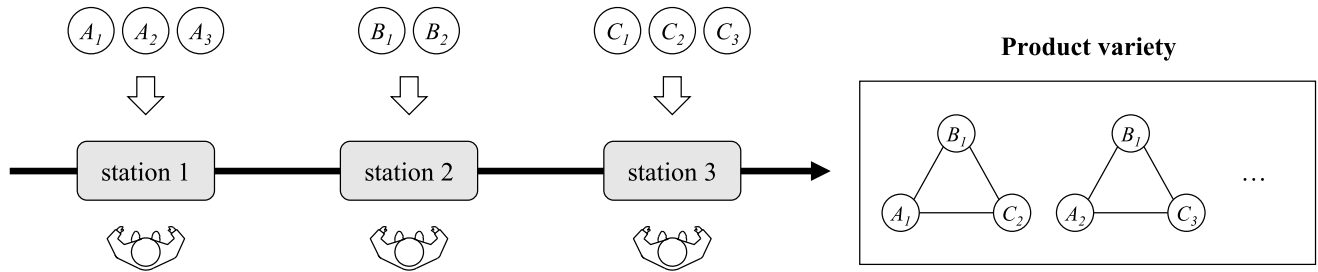 A1 A2 A3
B1 B2
C1 C2 C3
station 1
station 2
station 3
Product variety
B1
A1
C2
B1
A2
C3
...